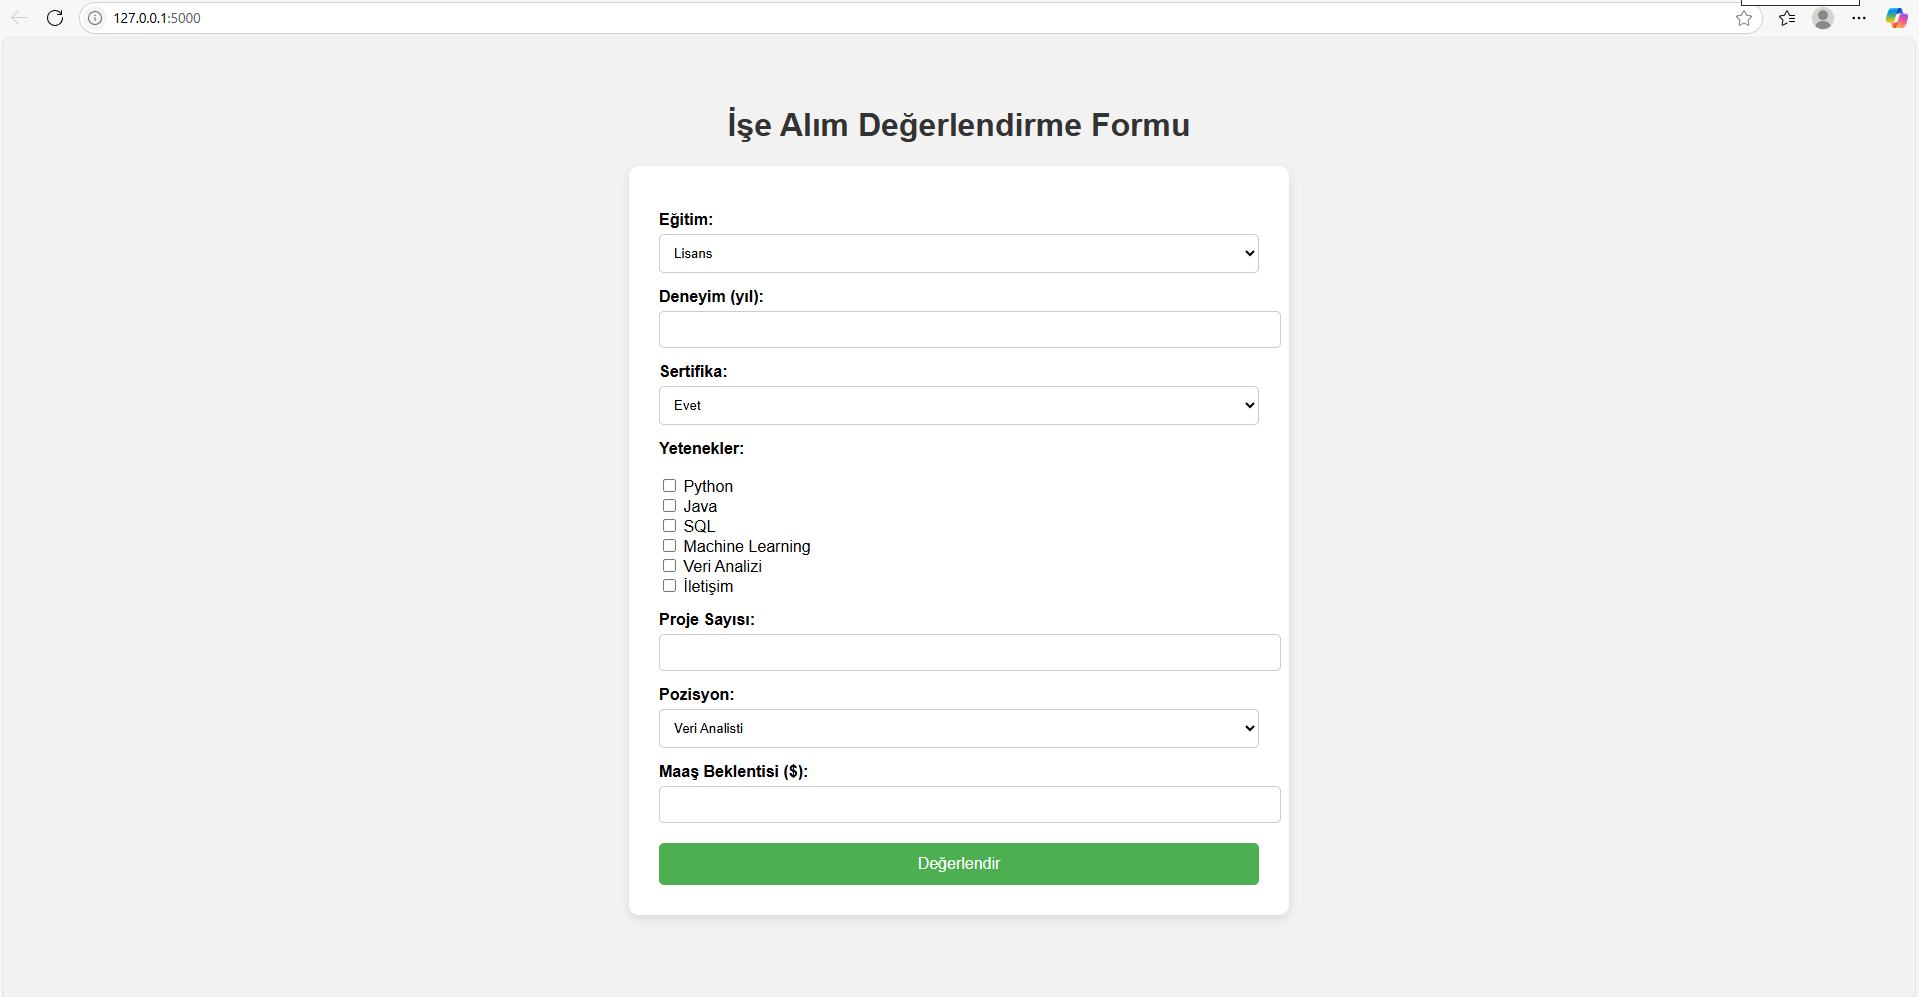 127.0.0.1:5000
İşe Alım Değerlendirme Formu
Eğitim:
Lisans
Deneyim (yıl):
Sertifika:
Evet
Yetenekler:
Python
Java
SQL
Machine Learning
Veri Analizi
İletişim
Proje Sayısı:
Pozisyon:
Veri Analisti
Maaş Beklentisi ($):
Değerlendir